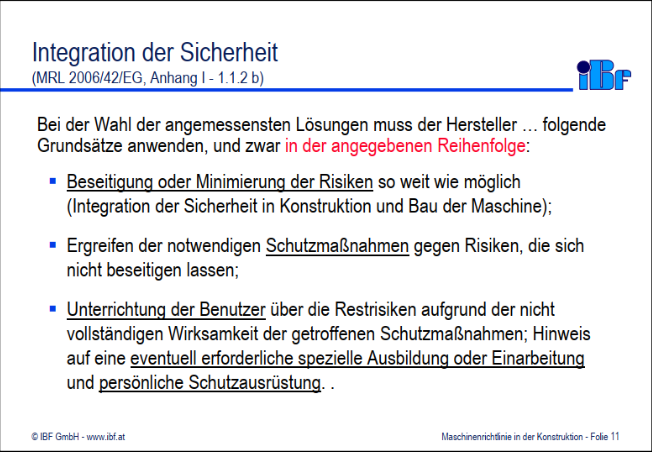 Integration der Sicherheit
(MRL 2006/42/EG, Anhang I - 1.1.2 b)
iBf
Bei der Wahl der angemessensten Lösungen muss der Hersteller … folgende
Grundsätze anwenden, und zwar in der angegebenen Reihenfolge:
▪ Beseitigung oder Minimierung der Risiken so weit wie möglich
(Integration der Sicherheit in Konstruktion und Bau der Maschine);
▪ Ergreifen der notwendigen Schutzmaßnahmen gegen Risiken, die sich
nicht beseitigen lassen;
▪ Unterrichtung der Benutzer über die Restrisiken aufgrund der nicht
vollständigen Wirksamkeit der getroffenen Schutzmaßnahmen; Hinweis
auf eine eventuell erforderliche spezielle Ausbildung oder Einarbeitung
und persönliche Schutzausrüstung. .
© IBF GmbH - www.ibf.at
Maschinenrichtlinie in der Konstruktion - Folie 11